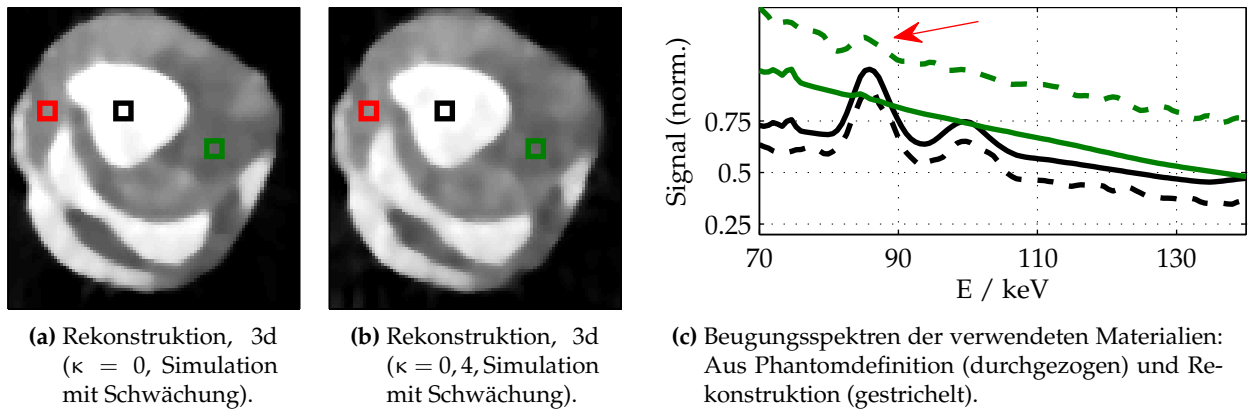 Signal (norm.)
0.75
0.5
0.25
70
90
110
130
E / keV
(a) Rekonstruktion, 3d
(κ = 0, Simulation
mit Schwächung).
(b) Rekonstruktion, 3d
(κ = 0,4, Simulation
mit Schwächung).
(c) Beugungsspektren der verwendeten Materialien:
Aus Phantomdefinition (durchgezogen) und Re-
konstruktion (gestrichelt).